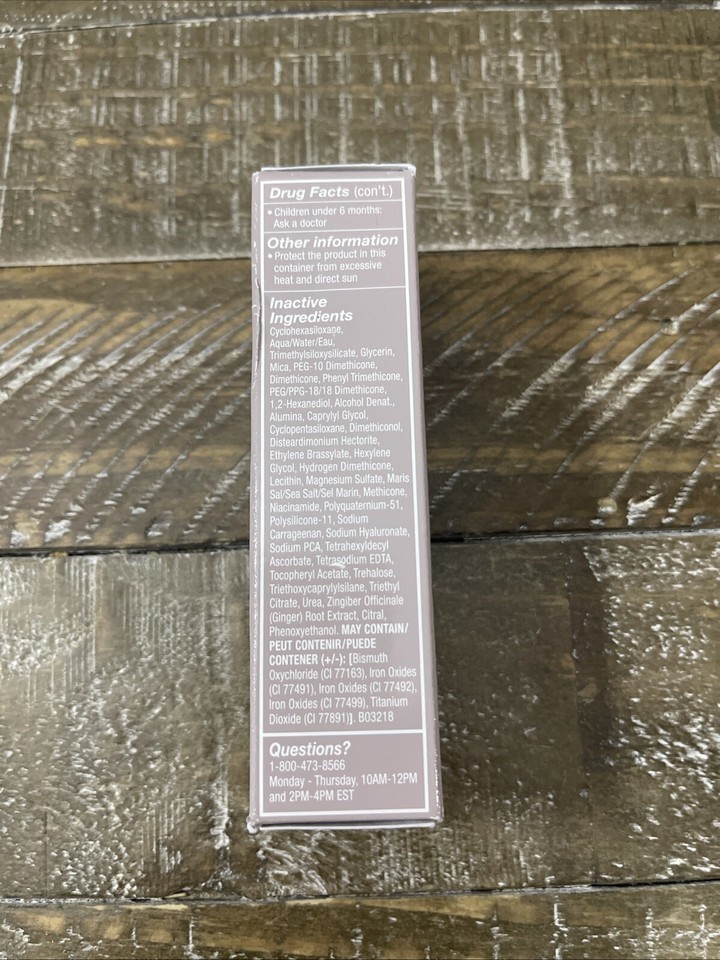 Drug Facts (con't.)
• Children under 6 months:
Ask a doctor
Other information
• Protect the product in this
container from excessive
heat and direct sun
Inactive
Ingredients
Cyclohexasiloxane,
Aqua/Water/Eau,
Trimethylsiloxysilicate, Glycerin,
Mica, PEG-10 Dimethicone,
Dimethicone, Phenyl Trimethicone,
PEG/PPG-18/18 Dimethicone,
1,2-Hexanediol, Alcohol Denat.,
Alumina, Caprylyl Glycol,
Cyclopentasiloxane, Dimethiconol,
Disteardimonium Hectorite,
Ethylene Brassylate, Hexylene
Glycol, Hydrogen Dimethicone,
Lecithin, Magnesium Sulfate, Maris
Sal/Sea Salt/Sel Marin, Methicone,
Niacinamide, Polyquaternium-51,
Polysilicone-11, Sodium
Carrageenan, Sodium Hyaluronate,
Sodium PCA, Tetrahexyldecyl
Ascorbate, Tetrasodium EDTA,
Tocopheryl Acetate, Trehalose,
Triethoxycaprylylsilane, Triethyl
Citrate, Urea, Zingiber Officinale
(Ginger) Root Extract, Citral,
Phenoxyethanol. MAY CONTAIN/
PEUT CONTENIR/PUEDE
CONTENER (+/-): [Bismuth
Oxychloride (CI 77163), Iron Oxides
(CI 77491), Iron Oxides (CI 77492),
Iron Oxides (CI 77499), Titanium
Dioxide (CI 77891)]. B03218
Questions?
1-800-473-8566
Monday - Thursday, 10AM-12PM
and 2PM-4PM EST